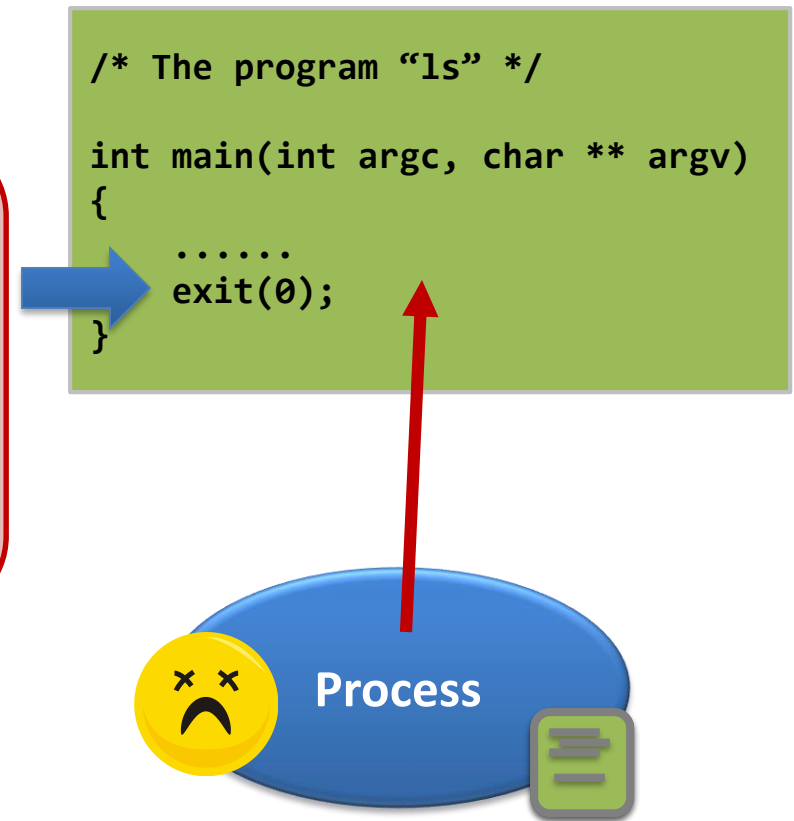 /* The program “ls” */
int main(int argc, char ** argv)
{
......
exit(0);
}
Process